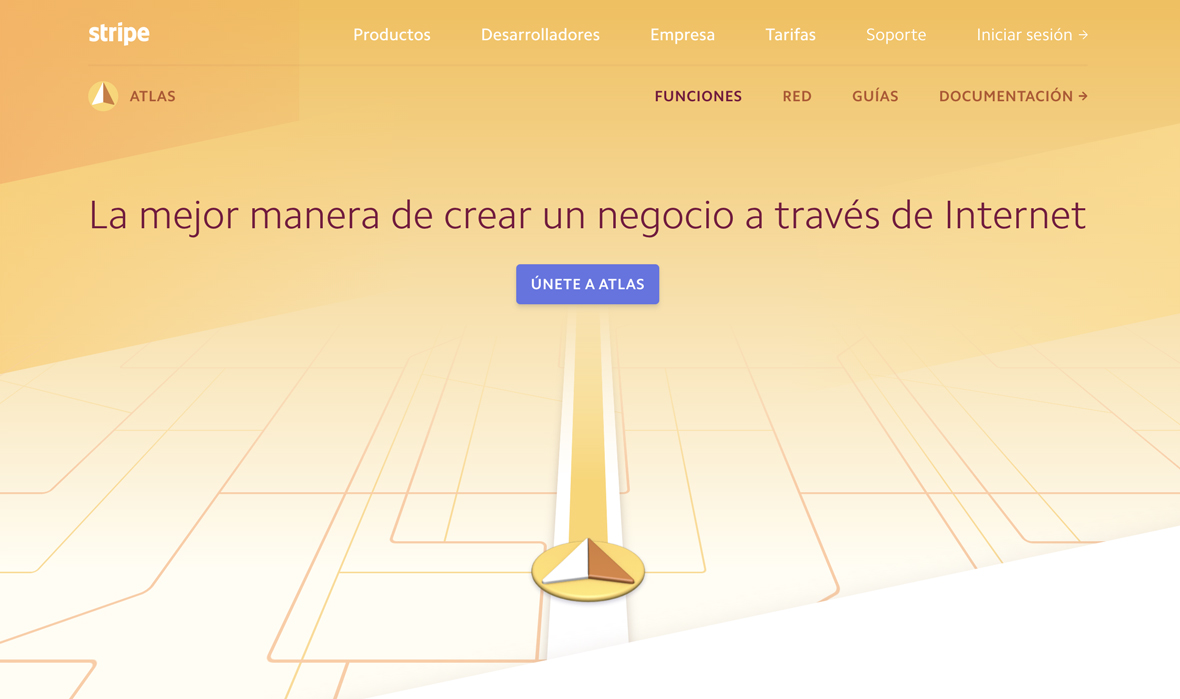 stripe Productos Desarrolladores Empresa Tarifas Soporte Iniciar sesión →
ATLAS FUNCIONES RED GUÍAS DOCUMENTACIÓN →
La mejor manera de crear un negocio a través de Internet
ÚNETE A ATLAS